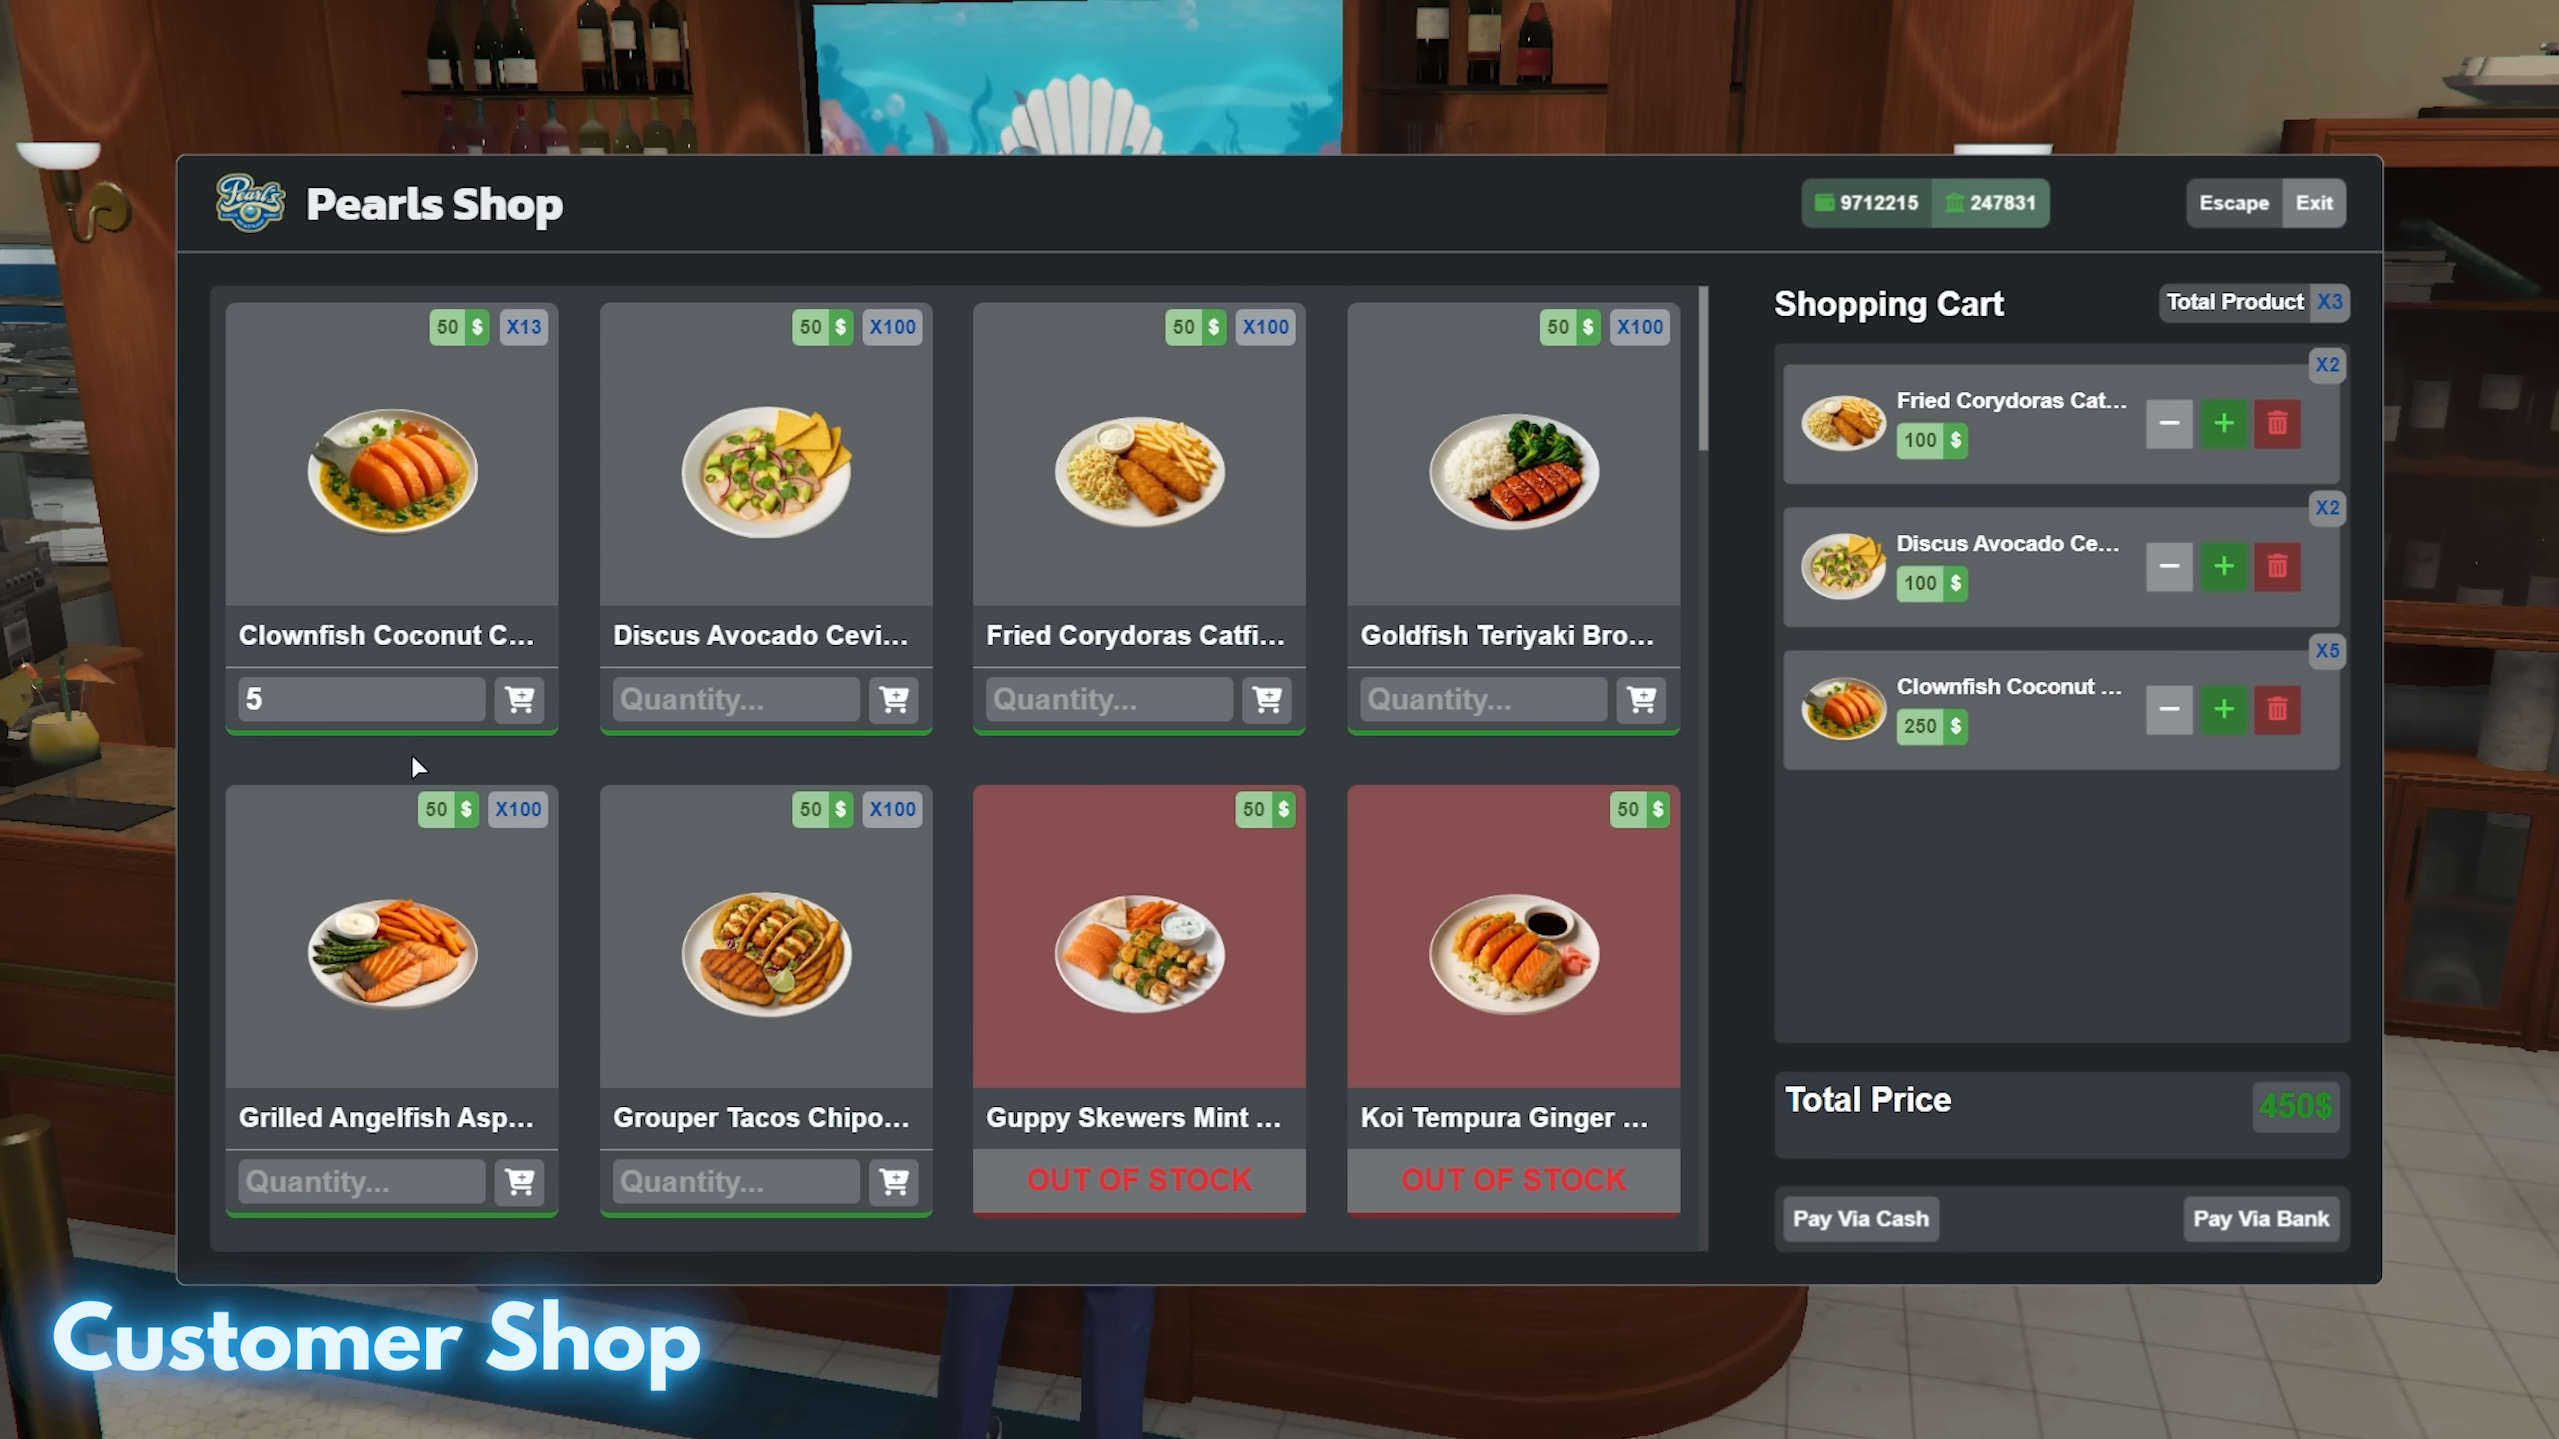 Pearl's
Pearls Shop
9712215
247831
Escape
Exit
50 $
X13
Clownfish Coconut C...
5
50 $
X100
Discus Avocado Cevi...
Quantity...
50 $
X100
Fried Corydoras Catfi...
Quantity...
50 $
X100
Goldfish Teriyaki Bro...
Quantity...
50 $
X100
Grilled Angelfish Asp...
Quantity...
50 $
X100
Grouper Tacos Chipo...
Quantity...
50 $
Guppy Skewers Mint ...
OUT OF STOCK
50 $
Koi Tempura Ginger ...
OUT OF STOCK
Shopping Cart
Total Product X3
X2
Fried Corydoras Cat...
100 $
X2
Discus Avocado Ce...
100 $
X5
Clownfish Coconut ...
250 $
Total Price
450$
Pay Via Cash
Pay Via Bank
Customer Shop